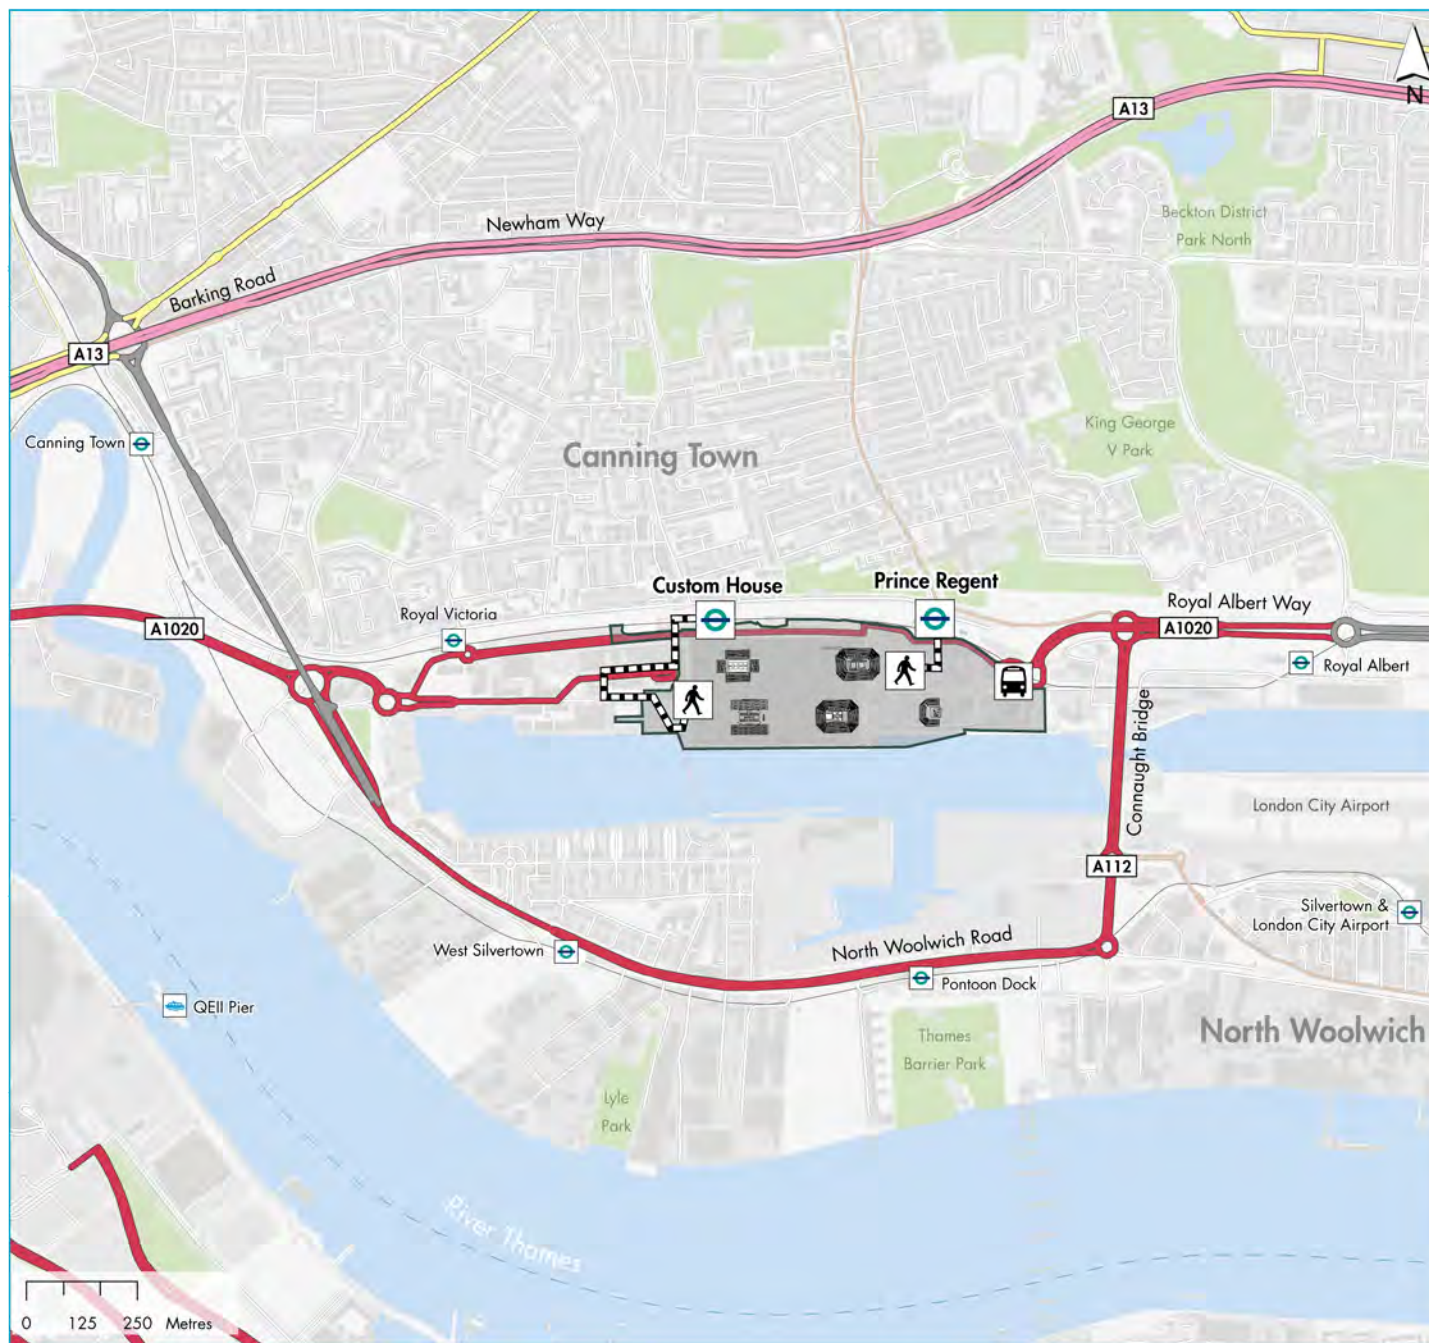 N
A13
Newham Way
Beckton District
Park North
Barking Road
A13
King George
V Park
Canning Town
Canning Town
Custom House
Prince Regent
Royal Albert Way
Royal Victoria
A1020
A1020
Royal Albert
Connaught Bridge
London City Airport
A112
Silvertown &
London City Airport
North Woolwich Road
West Silvertown
Pontoon Dock
QEII Pier
North Woolwich
Thames
Barrier Park
Lyle
Park
River Thames
0 125 250 Metres